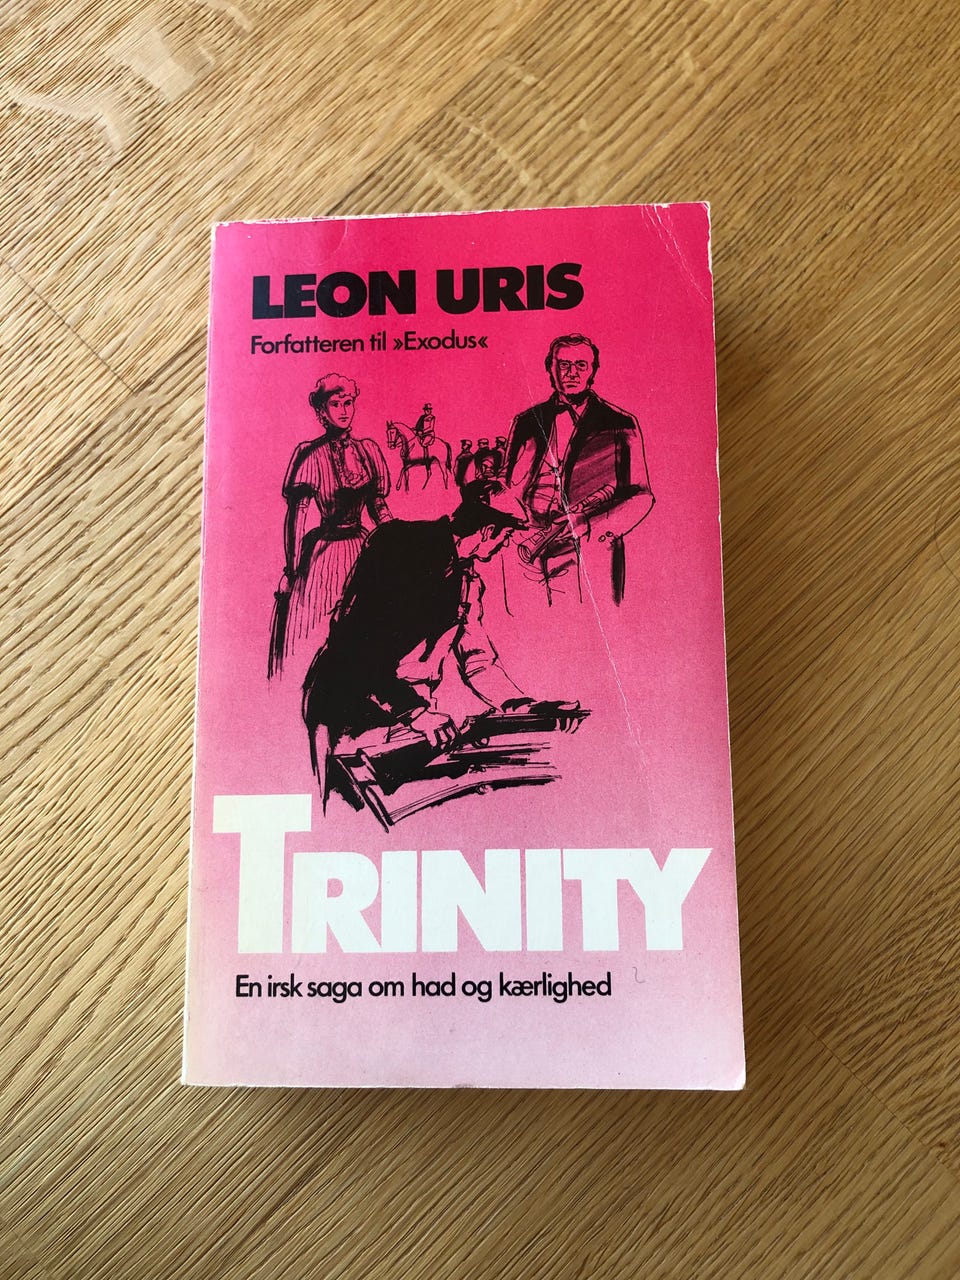 LEON URIS
Forfatteren til »Exodus«
TRINITY
En irsk saga om had og kærlighed